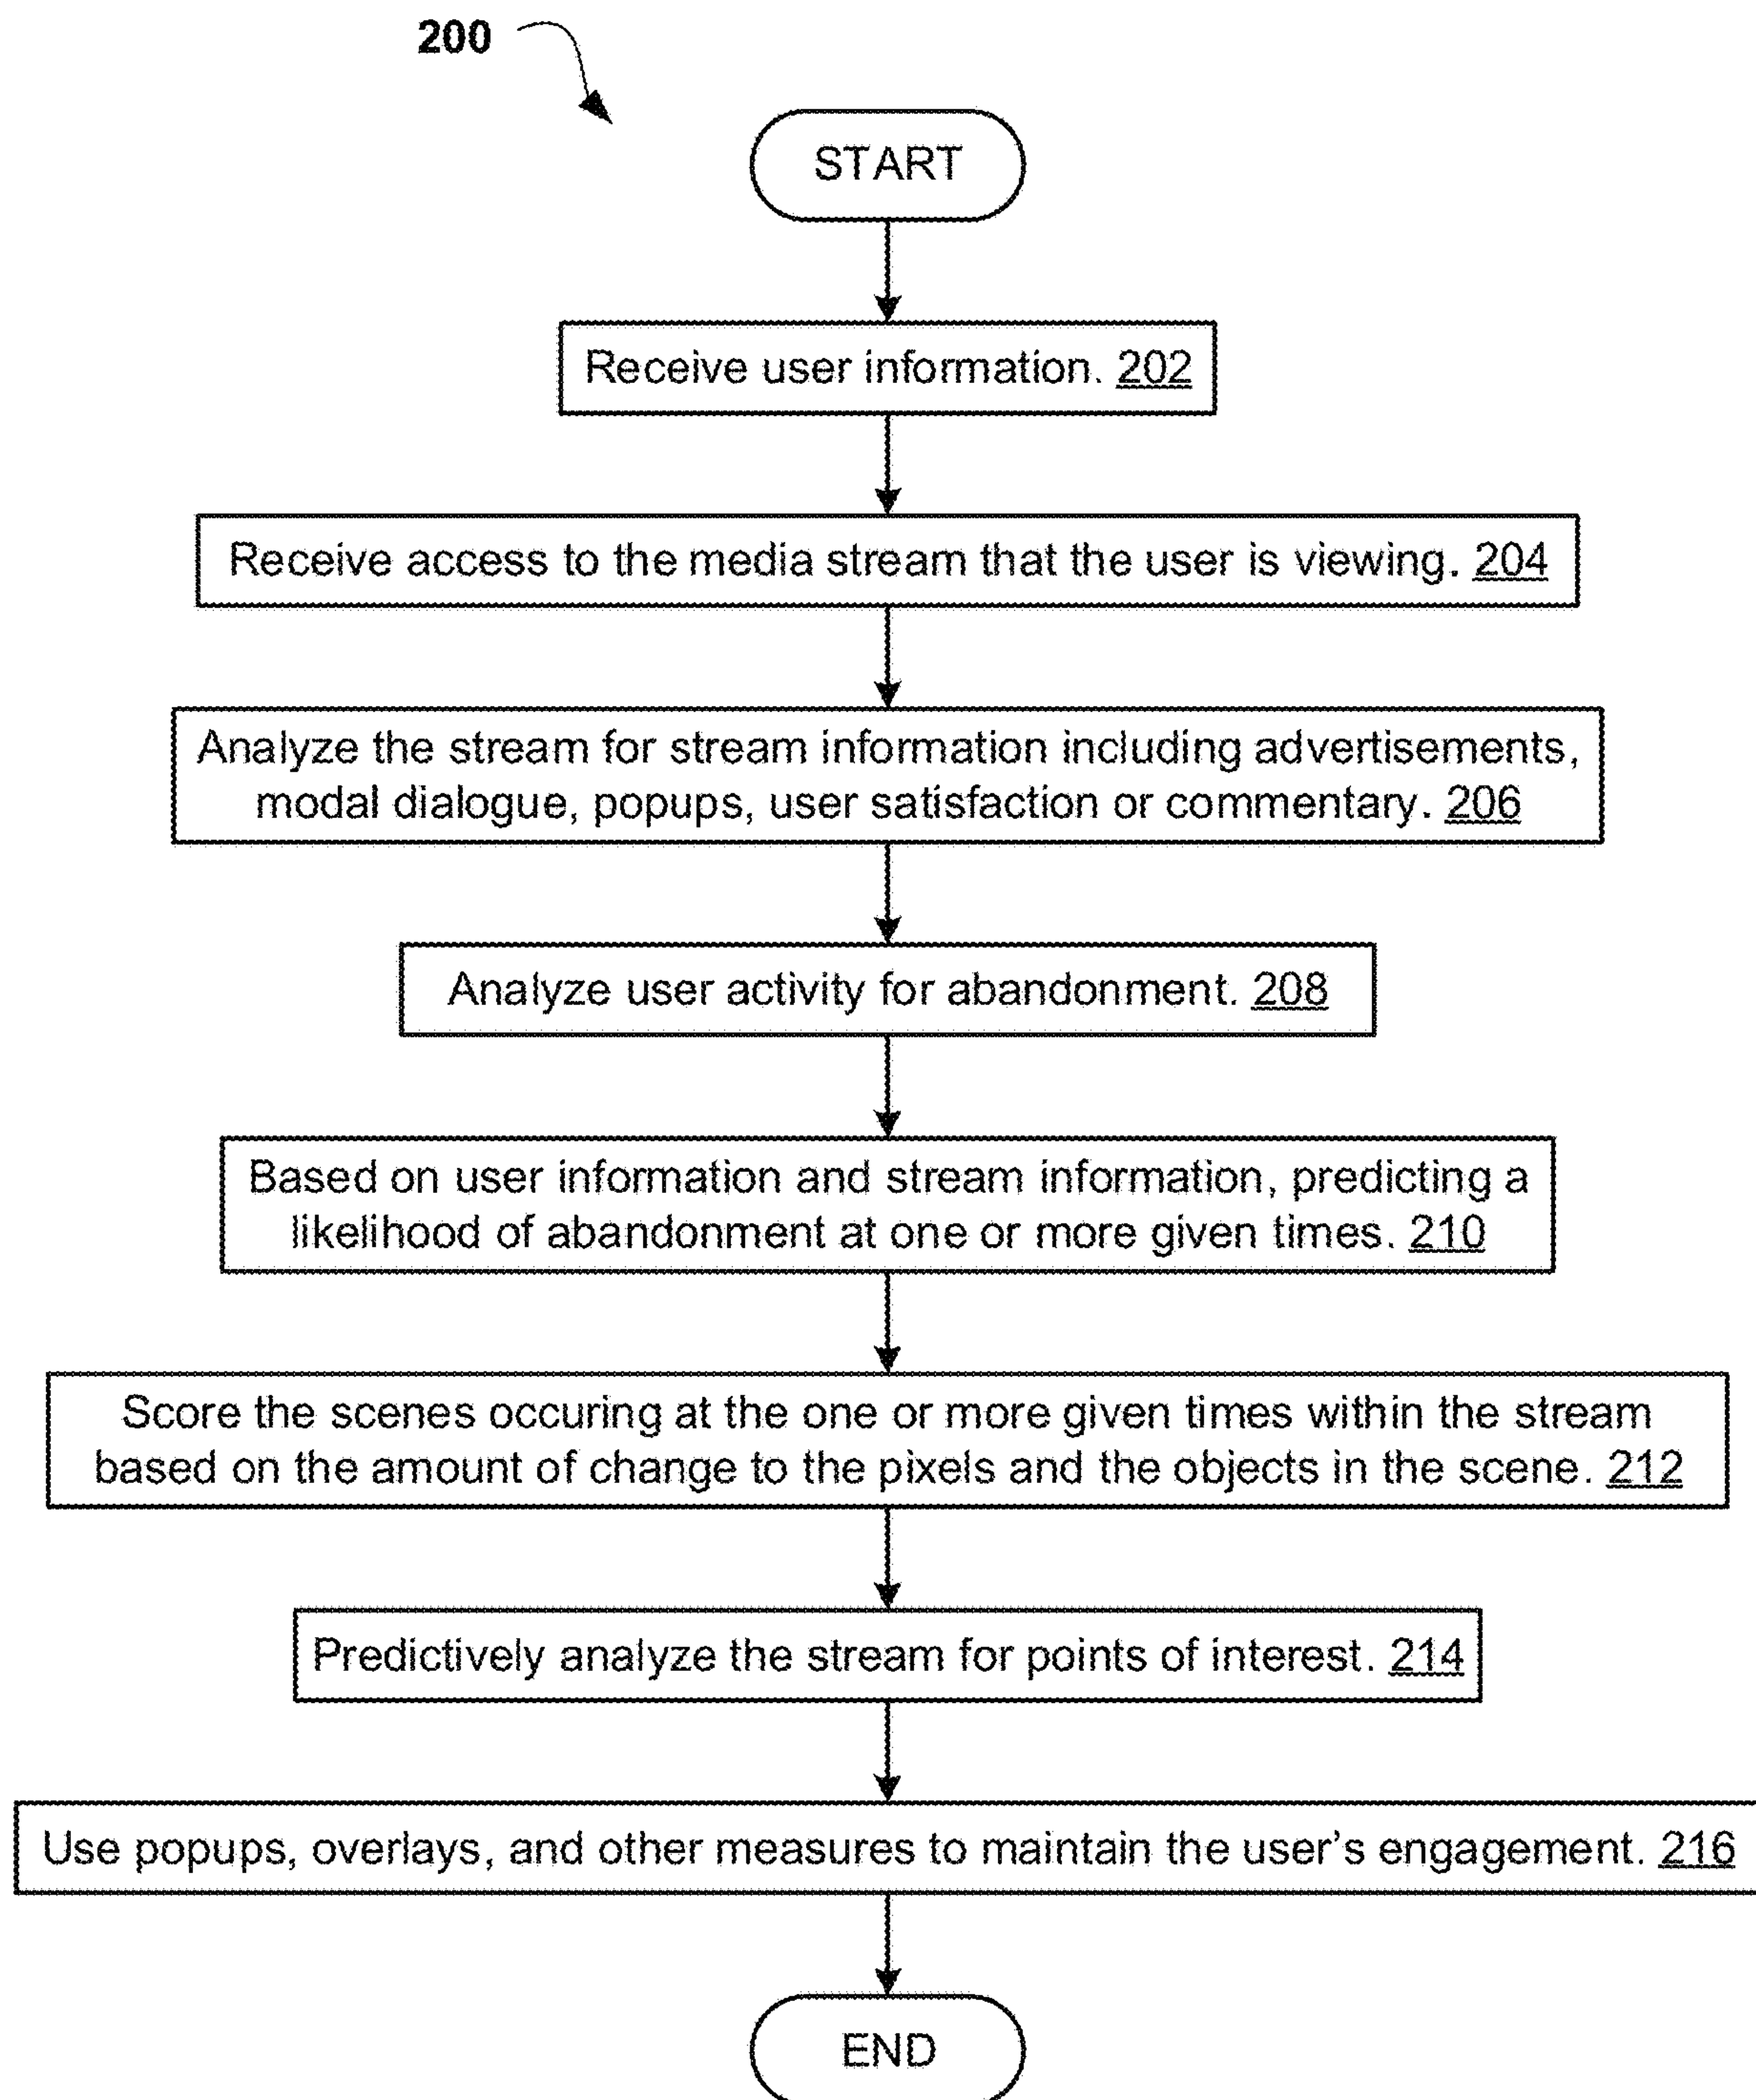 200
START
Receive user information. 202
Receive access to the media stream that the user is viewing. 204
Analyze the stream for stream information including advertisements,
modal dialogue, popups, user satisfaction or commentary. 206
Analyze user activity for abandonment. 208
Based on user information and stream information, predicting a
likelihood of abandonment at one or more given times. 210
Score the scenes occuring at the one or more given times within the stream
based on the amount of change to the pixels and the objects in the scene. 212
Predictively analyze the stream for points of interest. 214
Use popups, overlays, and other measures to maintain the user's engagement. 216
END